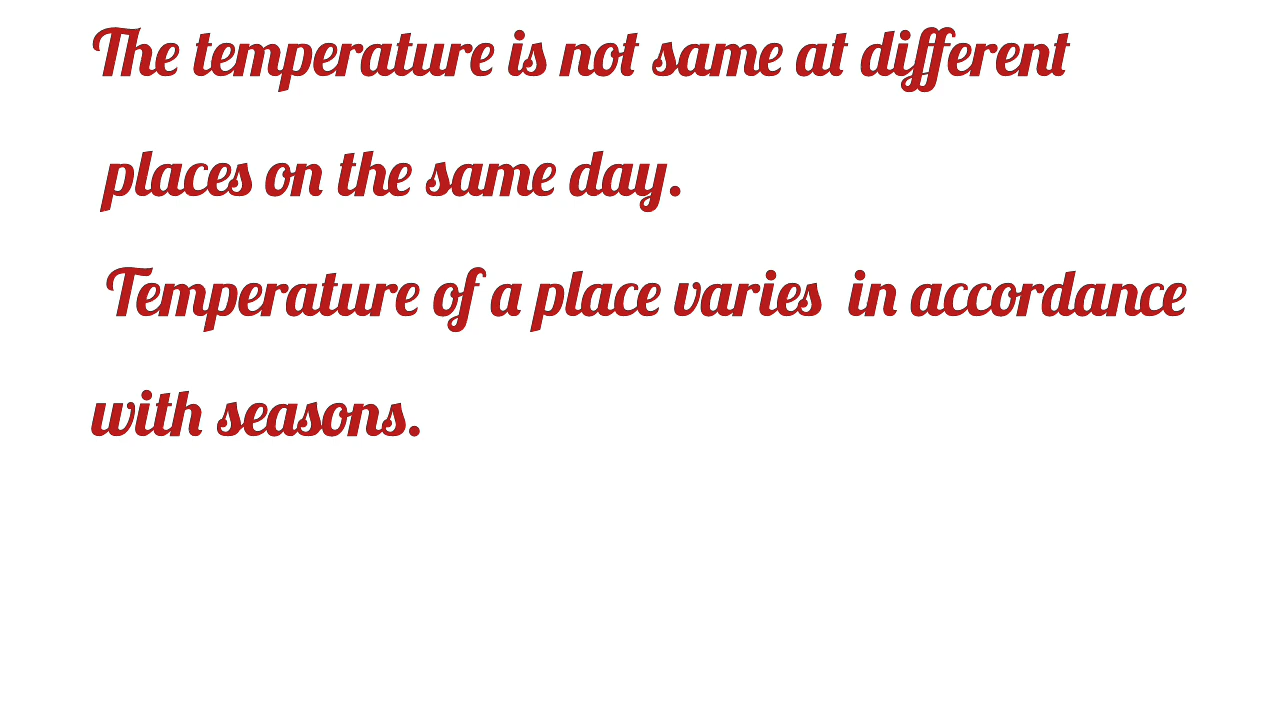 The temperature is not same at different
places on the same day.
Temperature of a place varies in accordance
with seasons.